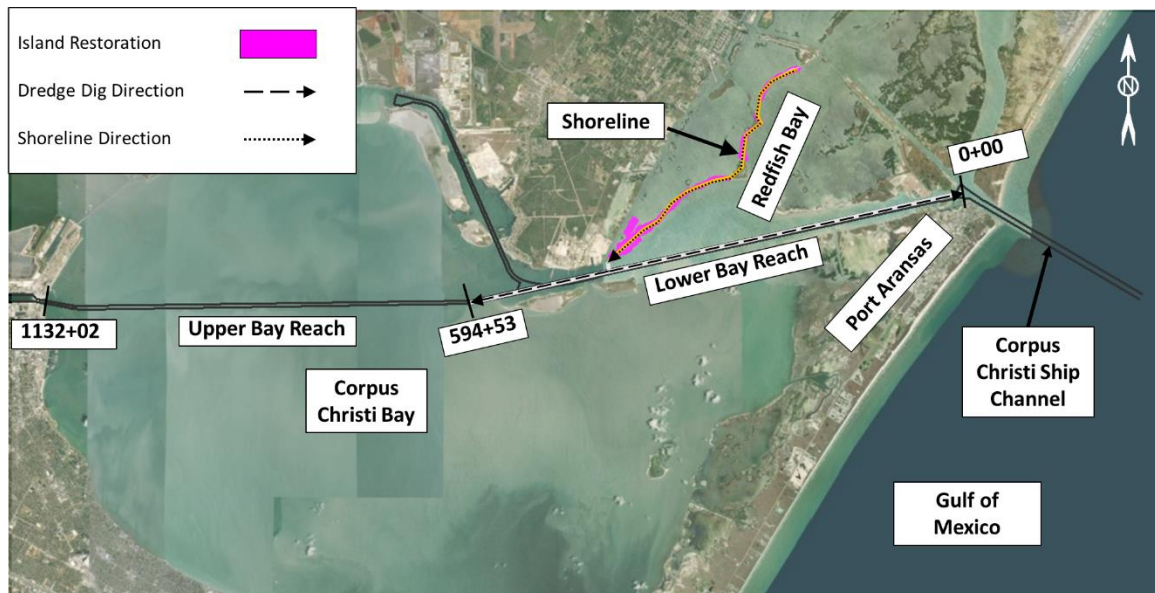 Island Restoration
Dredge Dig Direction
Shoreline Direction
N
Shoreline
Redfish Bay
0+00
Lower Bay Reach
Port Aransas
1132+02
Upper Bay Reach
594+53
Corpus
Christi Bay
Corpus
Christi Ship
Channel
Gulf of
Mexico